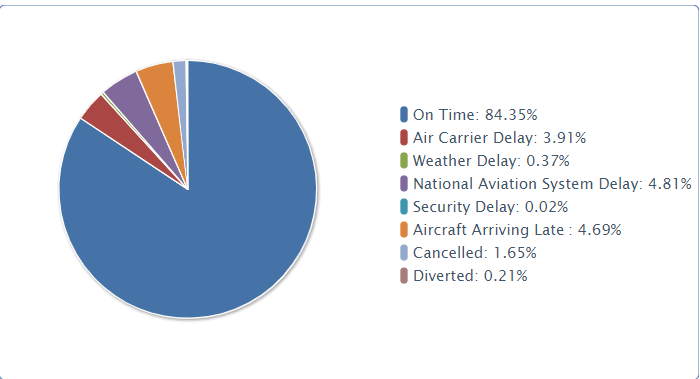 On Time: 84.35%
Air Carrier Delay: 3.91%
Weather Delay: 0.37%
National Aviation System Delay: 4.81%
Security Delay: 0.02%
Aircraft Arriving Late : 4.69%
Cancelled: 1.65%
Diverted: 0.21%